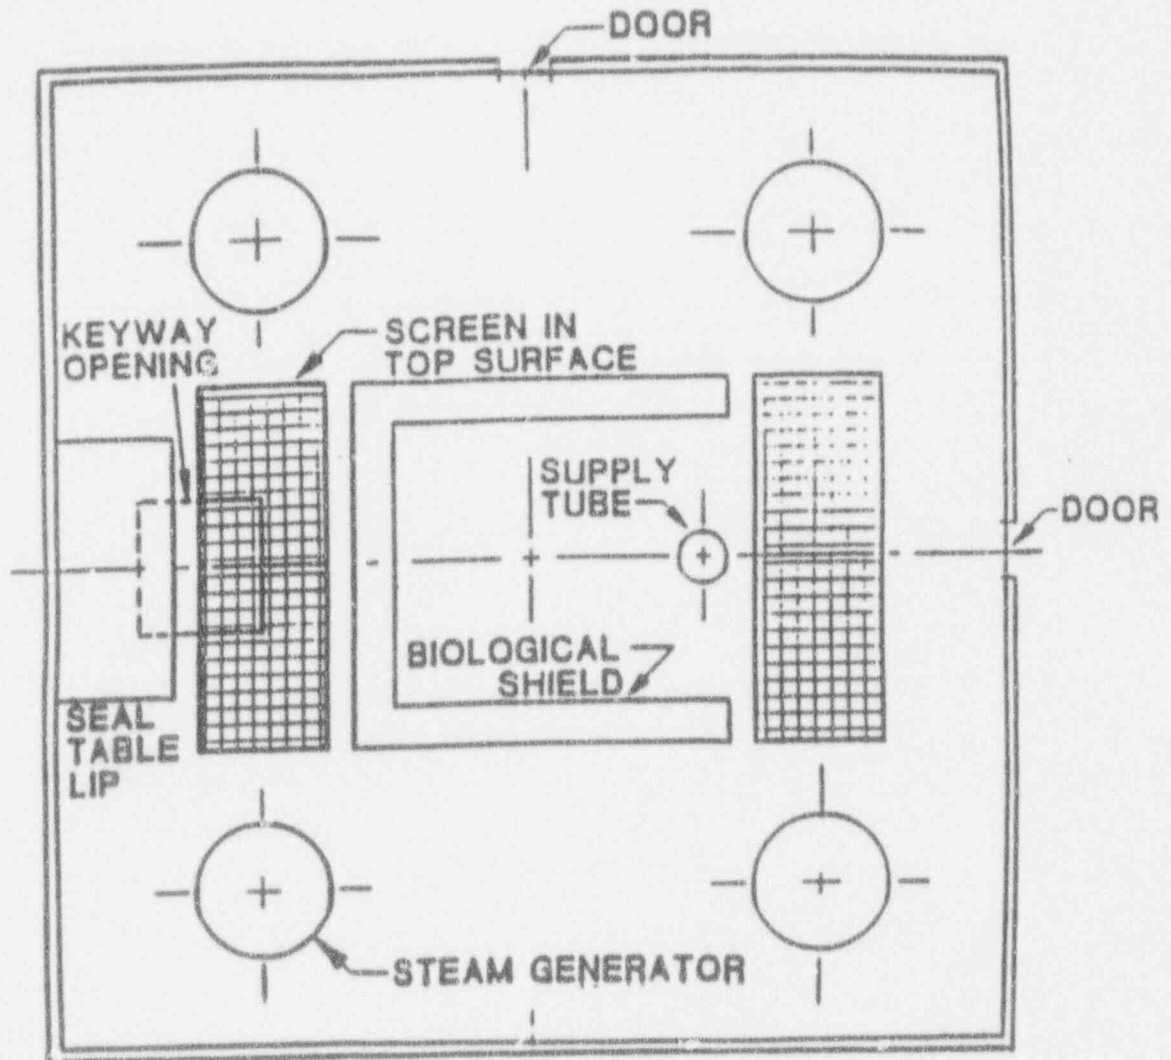 DOOR
KEYWAY
OPENING
SCREEN IN
TOP SURFACE
SUPPLY
TUBE
DOOR
BIOLOGICAL
SHIELD
SEAL
TABLE
LIP
STEAM GENERATOR